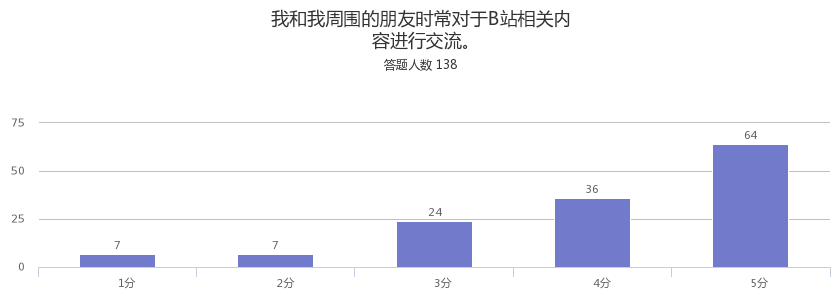 我和我周围的朋友时常对于B站相关内
容进行交流。
答题人数 138
75
50
25
0
7
7
24
36
64
1分
2分
3分
4分
5分